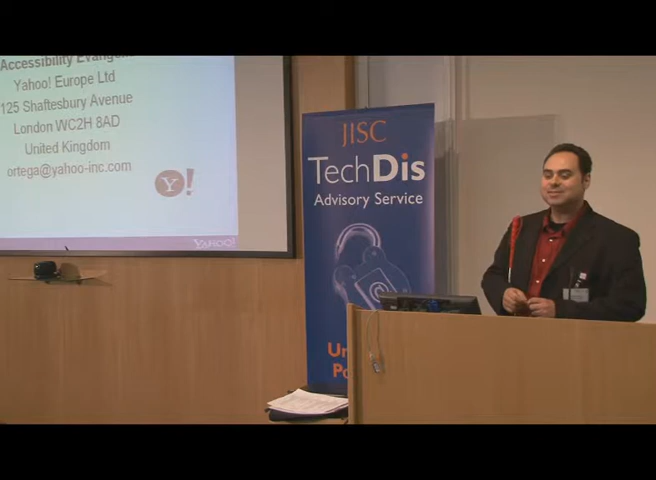 Accessibility
Yahoo! Europe Ltd
125 Shaftesbury Avenue
London WC2H 8AD
United Kingdom
ortega@yahoo-inc.com
Y!
YAHOO!
JISC
TechDis
Advisory Service